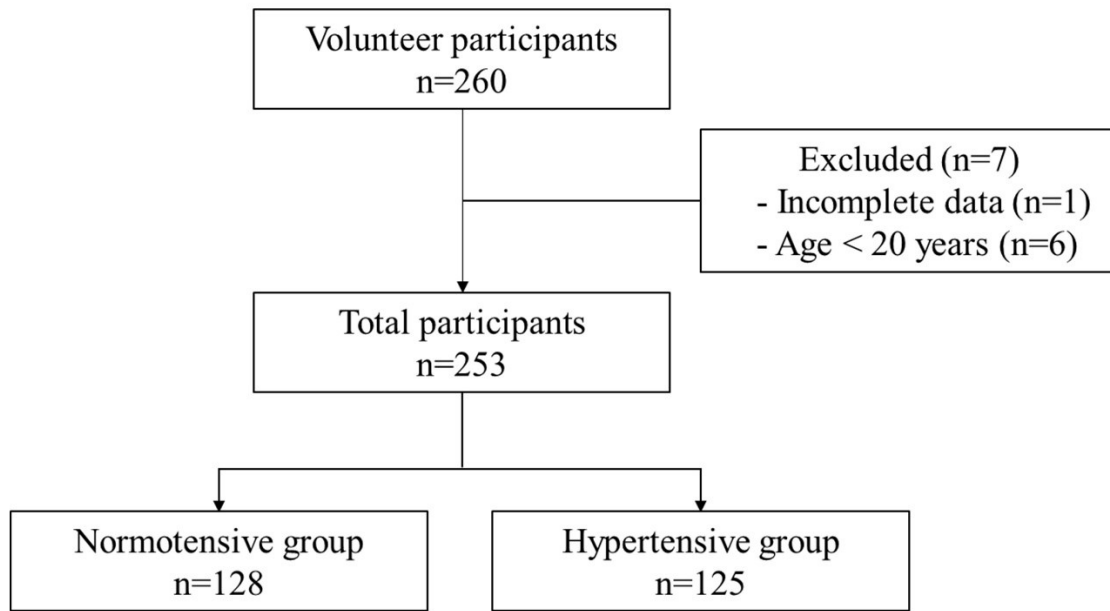 Volunteer participants
n=260
Excluded (n=7)
- Incomplete data (n=1)
- Age < 20 years (n=6)
Total participants
n=253
Normotensive group
n=128
Hypertensive group
n=125